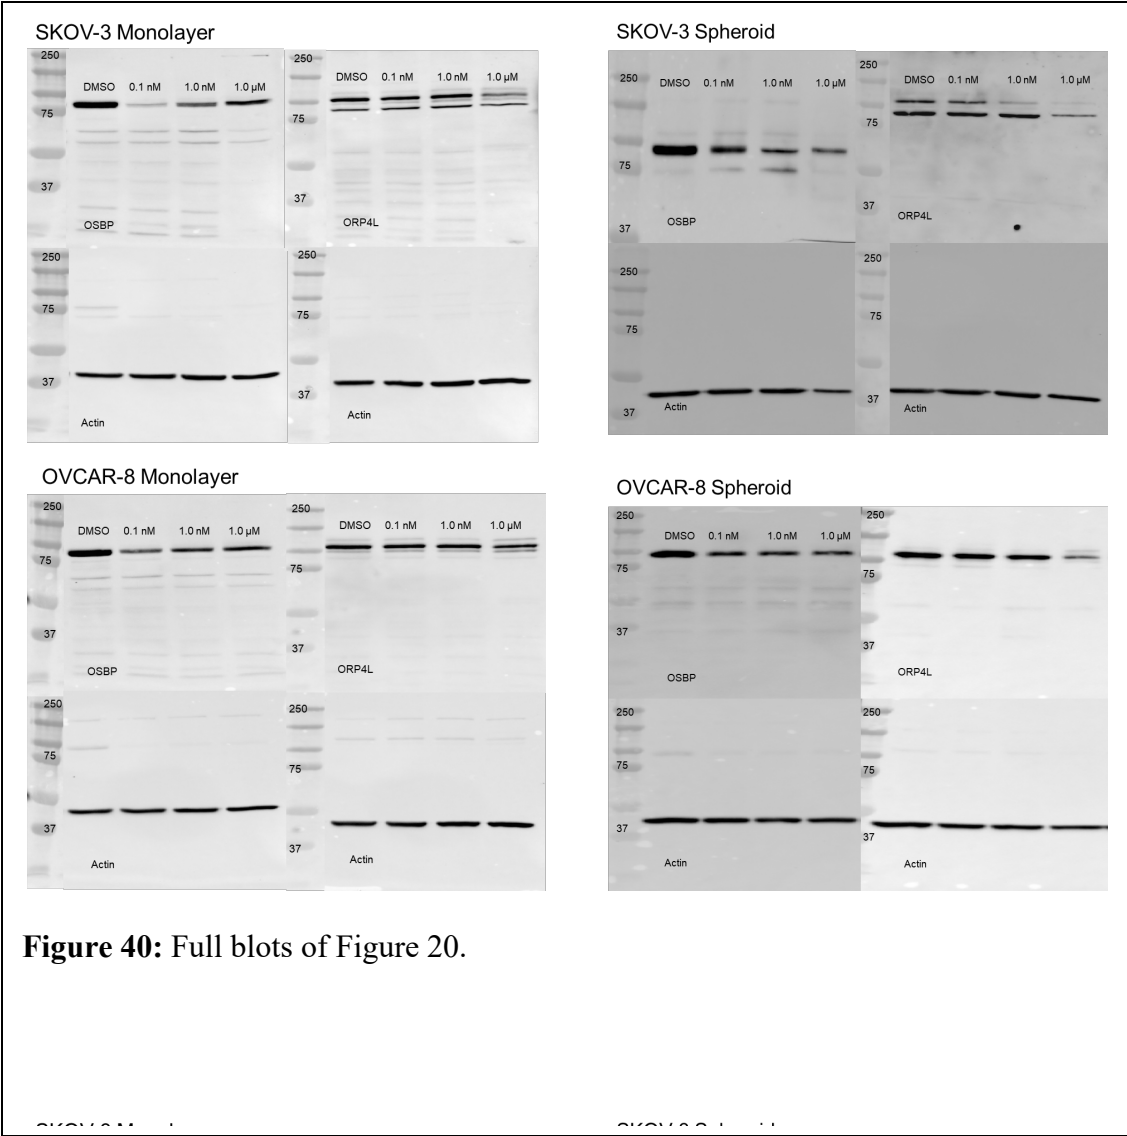 SKOV-3 Monolayer
250
DMSO 0.1 nM 1.0 nM 1.0 µM
75
37
OSBP
250
DMSO 0.1 nM 1.0 nM 1.0 µM
75
37
ORP4L
250
75
37
Actin
250
75
37
Actin
SKOV-3 Spheroid
250
DMSO 0.1 nM 1.0 nM 1.0 µM
75
OSBP
37
250
DMSO 0.1 nM 1.0 nM 1.0 µM
75
37
ORP4L
250
75
Actin
37
250
75
37
Actin
OVCAR-8 Monolayer
250
DMSO 0.1 nM 1.0 nM 1.0 µM
75
37
OSBP
250
DMSO 0.1 nM 1.0 nM 1.0 µM
75
37
ORP4L
250
75
37
Actin
250
75
37
Actin
OVCAR-8 Spheroid
250
DMSO 0.1 nM 1.0 nM 1.0 µM
75
37
OSBP
250
75
37
ORP4L
250
75
37
Actin
250
75
37
Actin
Figure 40: Full blots of Figure 20.